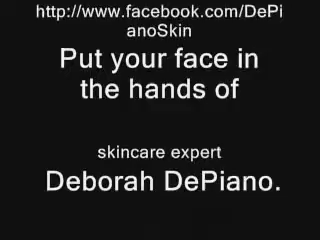 http://www.facebook.com/DePi
anoSkin
Put your face in
the hands of
skincare expert
Deborah DePiano.